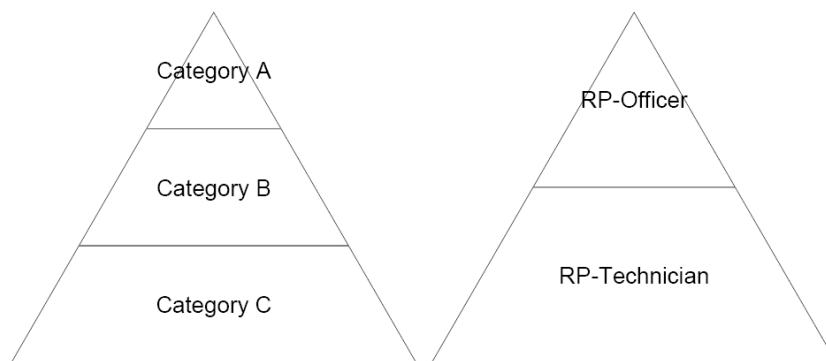 Category A
Category B
Category C
RP-Officer
RP-Technician